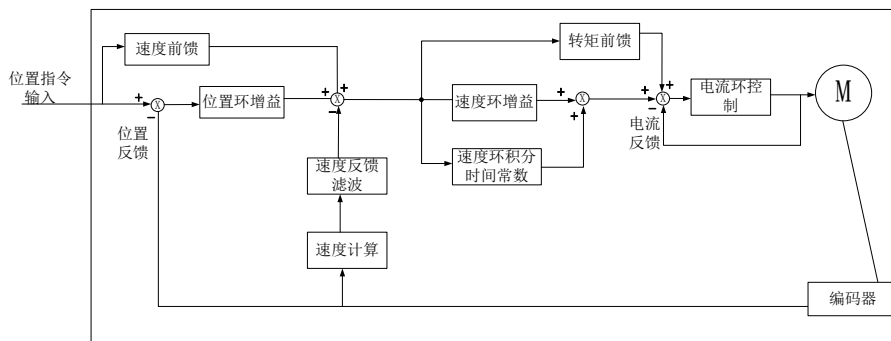 速度前馈
转矩前馈
位置指令
输入
位置环增益
速度环增益
电流环控
制
M
位置
反馈
电流
反馈
速度反馈
滤波
速度环积分
时间常数
速度计算
编码器